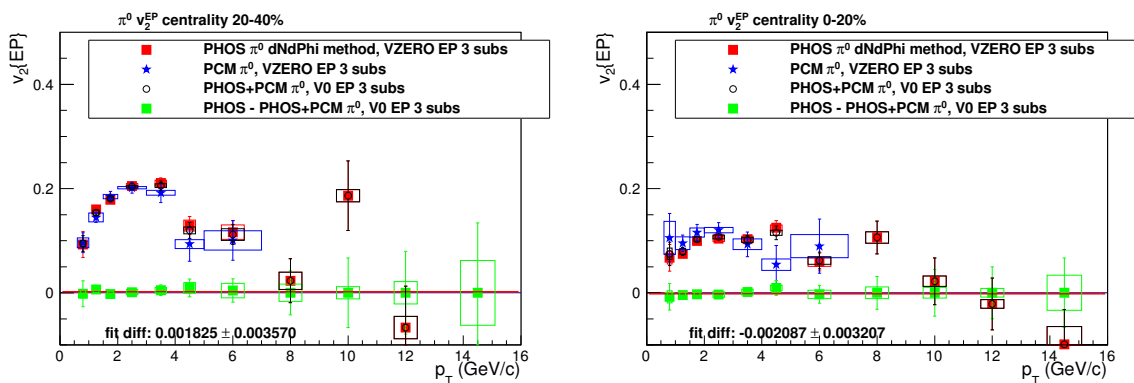 π⁰ v₂ᴱᴾ centrality 20-40%
v₂{EP}
PHOS π⁰ dNdPhi method, VZERO EP 3 subs
PCM π⁰, VZERO EP 3 subs
PHOS+PCM π⁰, V0 EP 3 subs
PHOS - PHOS+PCM π⁰, V0 EP 3 subs
0.4
0.2
0
fit diff: 0.001825 ± 0.003570
0 2 4 6 8 10 12 14 16
p_T (GeV/c)
π⁰ v₂ᴱᴾ centrality 0-20%
v₂{EP}
PHOS π⁰ dNdPhi method, VZERO EP 3 subs
PCM π⁰, VZERO EP 3 subs
PHOS+PCM π⁰, V0 EP 3 subs
PHOS - PHOS+PCM π⁰, V0 EP 3 subs
0.4
0.2
0
fit diff: -0.002087 ± 0.003207
0 2 4 6 8 10 12 14 16
p_T (GeV/c)